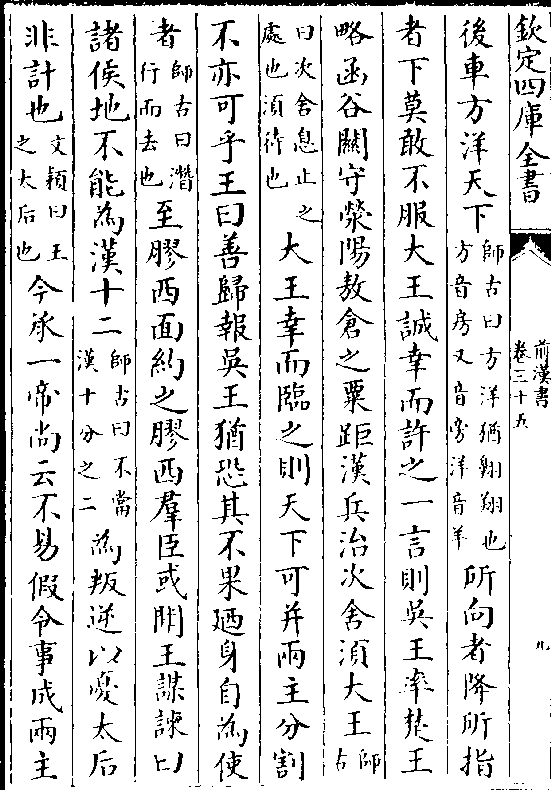 欽定四庫全書
前漢書
卷三十五
九
後車方洋天下師古曰方洋猶翺翔也方音房又音旁洋音羊所向者降所指
者下莫敢不服大王誠幸而許之一言則吳王率楚王
略函谷關守滎陽敖倉之粟距漢兵治次舍須大王師古
曰次舍息止之處也須待也大王幸而臨之則天下可并兩主分割
不亦可乎王曰善歸報吳王猶恐其不果廼身自為使
者師古曰潛行而去也至膠西面約之膠西羣臣或聞王謀諫曰
諸侯地不能為漢十二師古曰不當漢十分之二為叛逆以憂太后
非計也文穎曰王之太后也今承一帝尚云不易假令事成兩主